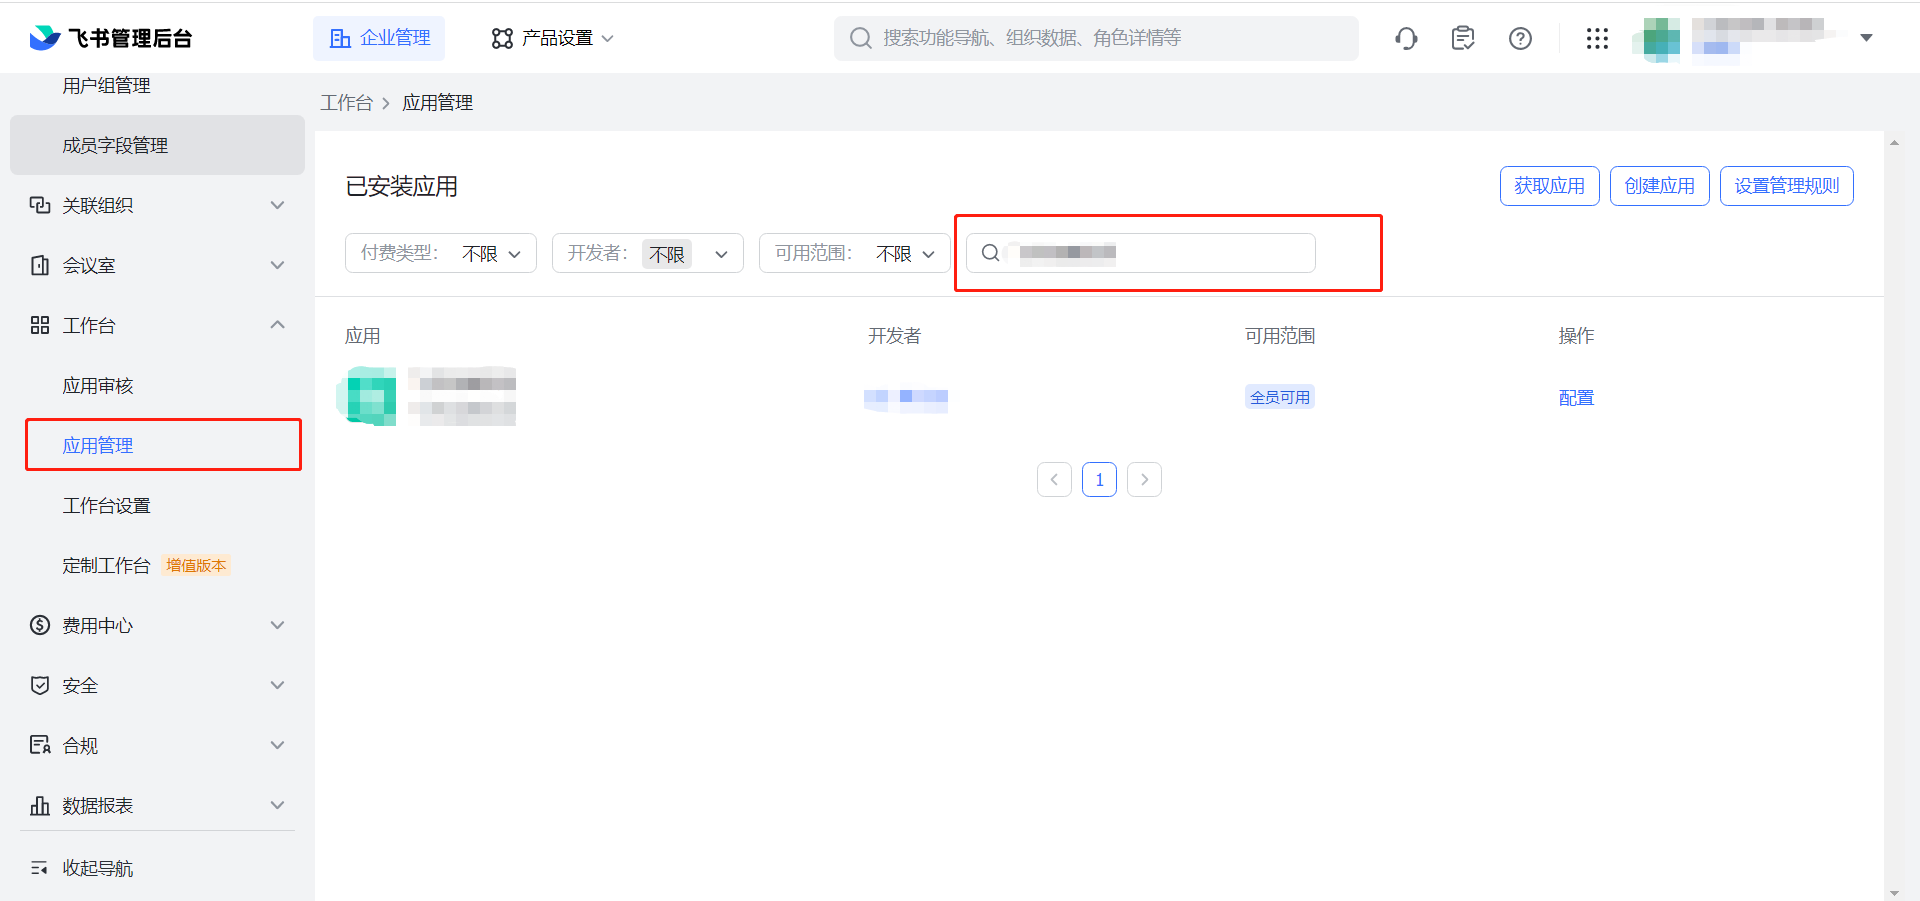 飞书管理后台
企业管理
产品设置
搜索功能导航、组织数据、角色详情等
用户组管理
成员字段管理
关联组织
会议室
工作台
应用审核
应用管理
工作台设置
定制工作台 增值版本
费用中心
安全
合规
数据报表
收起导航
工作台 > 应用管理
已安装应用
获取应用
创建应用
设置管理规则
付费类型： 不限
开发者： 不限
可用范围： 不限
应用 开发者 可用范围 操作
全员可用 配置
1